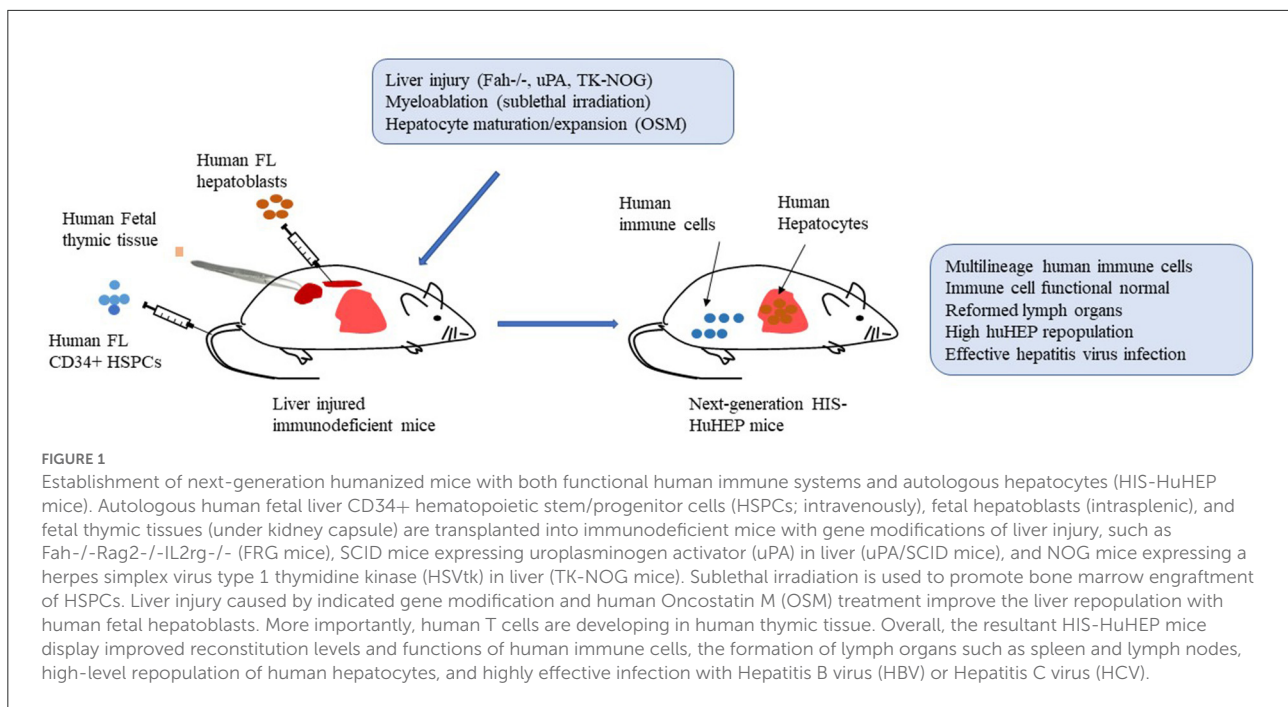 Liver injury (Fah-/-, uPA, TK-NOG)
Myeloablation (sublethal irradiation)
Hepatocyte maturation/expansion (OSM)
Human FL
hepatoblasts
Human Fetal
thymic tissue
Human FL
CD34+ HSPCs
Liver injured
immunodeficient mice
Human
immune cells
Human
Hepatocytes
Next-generation HIS-
HuHEP mice
Multilineage human immune cells
Immune cell functional normal
Reformed lymph organs
High huHEP repopulation
Effective hepatitis virus infection
FIGURE 1
Establishment of next-generation humanized mice with both functional human immune systems and autologous hepatocytes (HIS-HuHEP
mice). Autologous human fetal liver CD34+ hematopoietic stem/progenitor cells (HSPCs; intravenously), fetal hepatoblasts (intrasplenic), and
fetal thymic tissues (under kidney capsule) are transplanted into immunodeficient mice with gene modifications of liver injury, such as
Fah-/-Rag2-/-IL2rg-/- (FRG mice), SCID mice expressing uroplasminogen activator (uPA) in liver (uPA/SCID mice), and NOG mice expressing a
herpes simplex virus type 1 thymidine kinase (HSVtk) in liver (TK-NOG mice). Sublethal irradiation is used to promote bone marrow engraftment
of HSPCs. Liver injury caused by indicated gene modification and human Oncostatin M (OSM) treatment improve the liver repopulation with
human fetal hepatoblasts. More importantly, human T cells are developing in human thymic tissue. Overall, the resultant HIS-HuHEP mice
display improved reconstitution levels and functions of human immune cells, the formation of lymph organs such as spleen and lymph nodes,
high-level repopulation of human hepatocytes, and highly effective infection with Hepatitis B virus (HBV) or Hepatitis C virus (HCV).